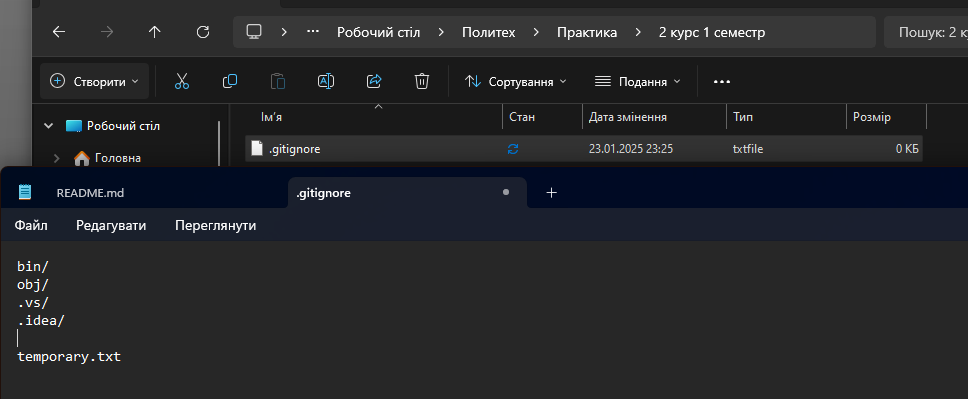 ··· Робочий стіл Политех Практика 2 курс 1 семестр Пошук: 2 к
Створити Сортування Подання ···
Ім'я Стан Дата змінення Тип Розмір
Робочий стіл
.gitignore 23.01.2025 23:25 txtfile 0 КБ
Головна
README.md .gitignore
Файл Редагувати Переглянути
bin/
obj/
.vs/
.idea/
temporary.txt